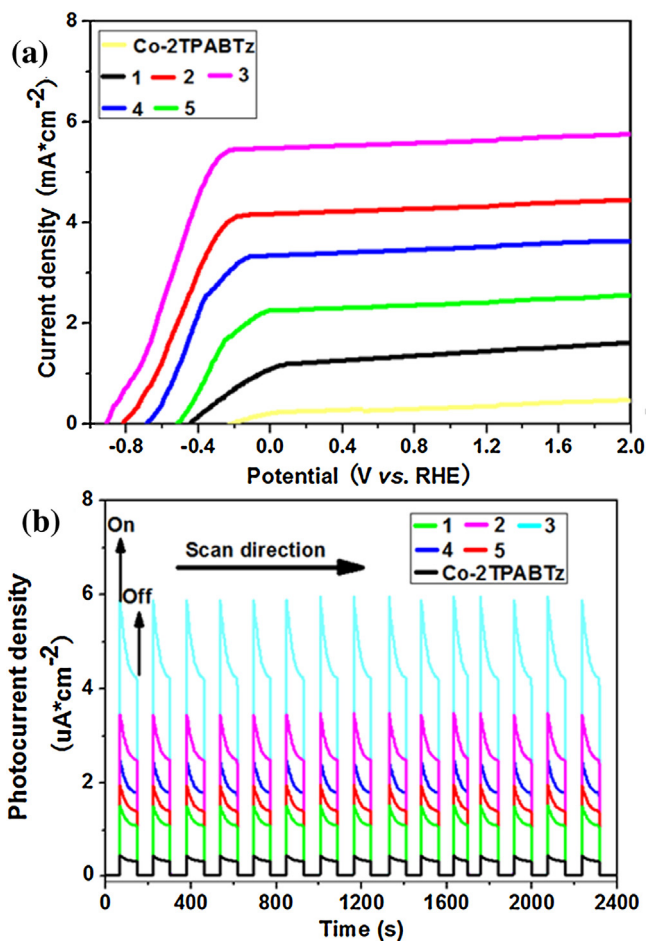 (a)
Co-2TPABTz
1 2 3
4 5
Current density (mA*cm-2)
8
6
4
2
0
-0.8 -0.4 0.0 0.4 0.8 1.2 1.6 2.0
Potential (V vs. RHE)
(b)
On
Off
Scan direction
1 2 3
4 5
Co-2TPABTz
Photocurrent density
(uA*cm-2)
8
6
4
2
0
0 400 800 1200 1600 2000 2400
Time (s)